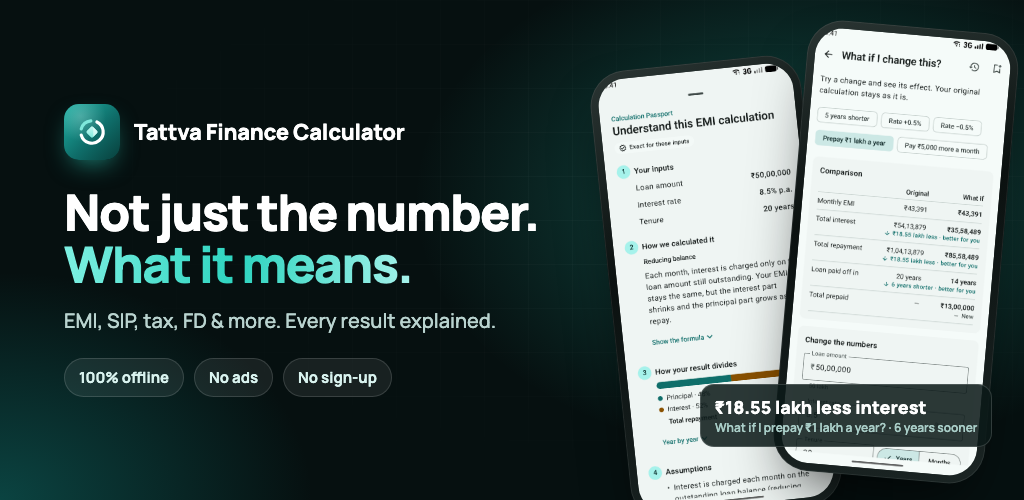 Tattva Finance Calculator
Not just the number.
What it means.
EMI, SIP, tax, FD & more. Every result explained.
100% offline
No ads
No sign-up
:41
3G
Calculation Passport
Understand this EMI calculation
Exact for these inputs
1 Your inputs
Loan amount ₹50,00,000
Interest rate 8.5% p.a.
Tenure 20 years
2 How we calculated it
Reducing balance
Each month, interest is charged only on
loan amount still outstanding. Your EMI
stays the same, but the interest part
shrinks and the principal part grows as
repay.
Show the formula
3 How your result divides
Principal
Interest
Total
Year by year
4 Assumptions
• Interest is charged each month on the
outstanding loan balance (reducing
:41
3G
What if I change this?
Try a change and see its effect. Your original
calculation stays as it is.
5 years shorter
Rate +0.5%
Rate −0.5%
Prepay ₹1 lakh a year
Pay ₹5,000 more a month
Comparison
Original What if
Monthly EMI ₹43,391 ₹43,391
Total interest ₹54,13,879 ₹35,58,489
↓ ₹18.55 lakh less · better for you
Total repayment ₹1,04,13,879 ₹85,58,489
↓ ₹18.55 lakh less · better for you
Loan paid off in 20 years 14 years
↓ 6 years shorter · better for you
Total prepaid – ₹13,00,000
– New
Change the numbers
Loan amount
₹ 50,00,000
₹18.55 lakh less interest
What if I prepay ₹1 lakh a year? · 6 years sooner
20
✓ Years
Months